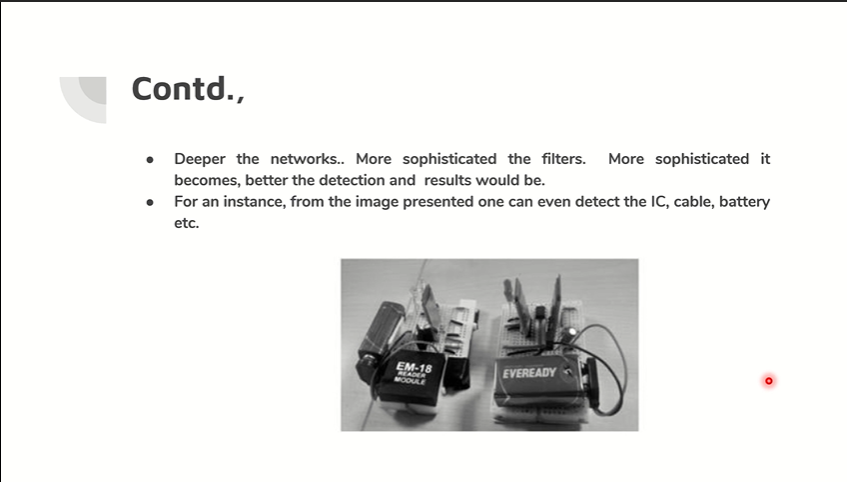 Contd.,
● Deeper the networks.. More sophisticated the filters. More sophisticated it
becomes, better the detection and results would be.
● For an instance, from the image presented one can even detect the IC, cable, battery
etc.
EM-18
READER
MODULE
EVEREADY